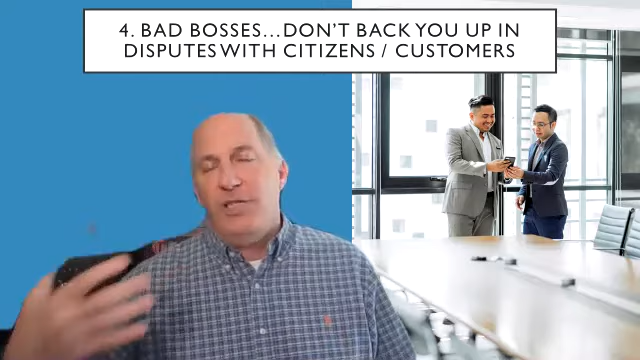 4. BAD BOSSES...DON'T BACK YOU UP IN
DISPUTES WITH CITIZENS / CUSTOMERS